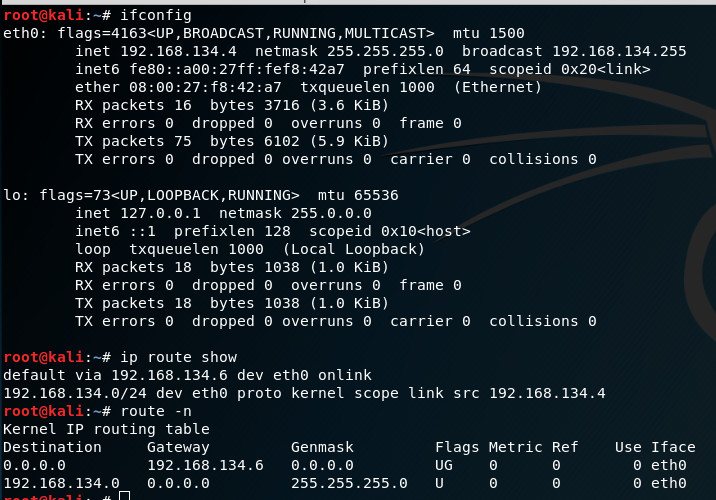 root@kali:~# ifconfig
eth0: flags=4163<UP,BROADCAST,RUNNING,MULTICAST>  mtu 1500
        inet 192.168.134.4  netmask 255.255.255.0  broadcast 192.168.134.255
        inet6 fe80::a00:27ff:fef8:42a7  prefixlen 64  scopeid 0x20<link>
        ether 08:00:27:f8:42:a7  txqueuelen 1000  (Ethernet)
        RX packets 16  bytes 3716 (3.6 KiB)
        RX errors 0  dropped 0  overruns 0  frame 0
        TX packets 75  bytes 6102 (5.9 KiB)
        TX errors 0  dropped 0 overruns 0  carrier 0  collisions 0

lo: flags=73<UP,LOOPBACK,RUNNING>  mtu 65536
        inet 127.0.0.1  netmask 255.0.0.0
        inet6 ::1  prefixlen 128  scopeid 0x10<host>
        loop  txqueuelen 1000  (Local Loopback)
        RX packets 18  bytes 1038 (1.0 KiB)
        RX errors 0  dropped 0  overruns 0  frame 0
        TX packets 18  bytes 1038 (1.0 KiB)
        TX errors 0  dropped 0 overruns 0  carrier 0  collisions 0

root@kali:~# ip route show
default via 192.168.134.6 dev eth0 onlink
192.168.134.0/24 dev eth0 proto kernel scope link src 192.168.134.4
root@kali:~# route -n
Kernel IP routing table
Destination     Gateway         Genmask         Flags Metric Ref    Use Iface
0.0.0.0         192.168.134.6   0.0.0.0         UG    0      0        0 eth0
192.168.134.0   0.0.0.0         255.255.255.0   U     0      0        0 eth0
root@kali:~#